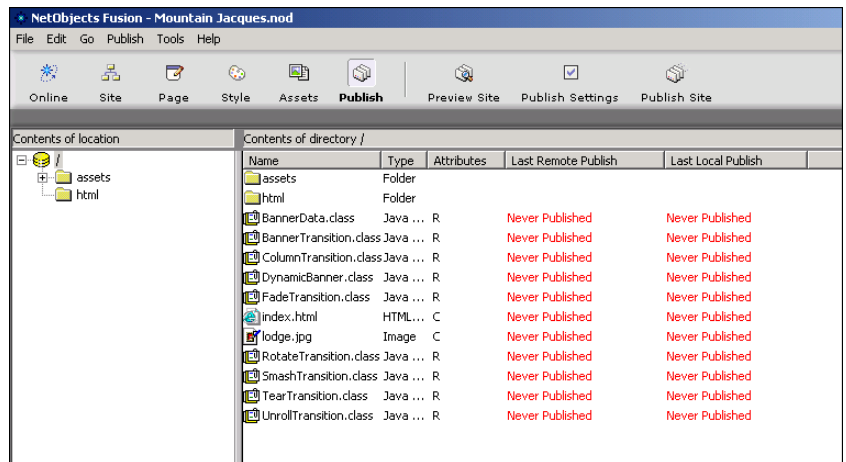 NetObjects Fusion - Mountain Jacques.nod
File Edit Go Publish Tools Help
Online Site Page Style Assets Publish Preview Site Publish Settings Publish Site
Contents of location Contents of directory /
/ Name Type Attributes Last Remote Publish Last Local Publish
assets assets Folder
html html Folder
BannerData.class Java ... R Never Published Never Published
BannerTransition.class Java ... R Never Published Never Published
ColumnTransition.class Java ... R Never Published Never Published
DynamicBanner.class Java ... R Never Published Never Published
FadeTransition.class Java ... R Never Published Never Published
index.html HTML... C Never Published Never Published
lodge.jpg Image C Never Published Never Published
RotateTransition.class Java ... R Never Published Never Published
SmashTransition.class Java ... R Never Published Never Published
TearTransition.class Java ... R Never Published Never Published
UnrollTransition.class Java ... R Never Published Never Published